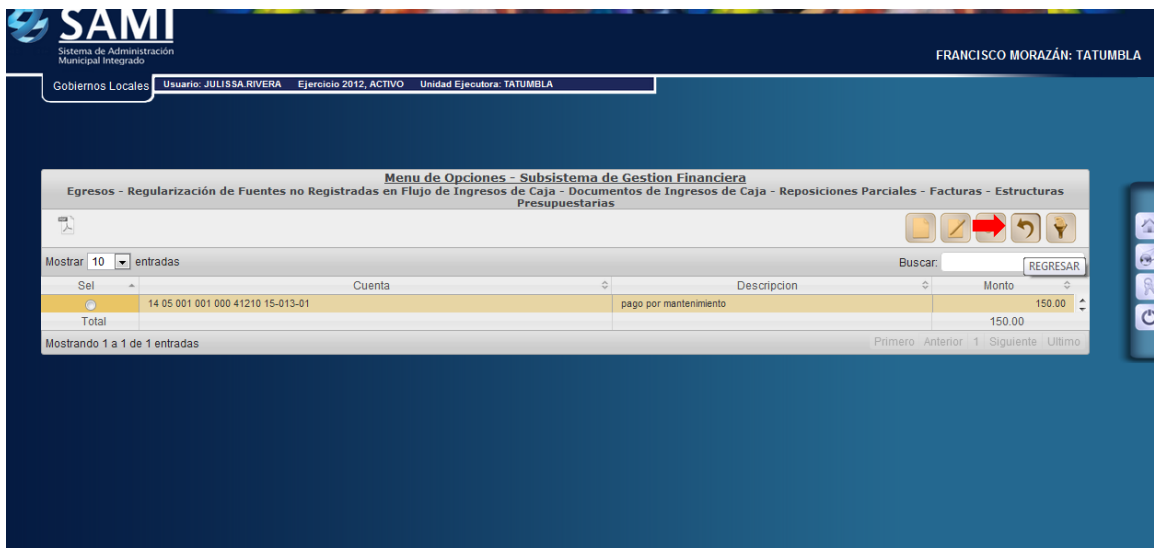 SAMI
Sistema de Administración
Municipal Integrado
FRANCISCO MORAZÁN: TATUMBLA
Gobiernos Locales
Usuario: JULISSA.RIVERA Ejercicio 2012, ACTIVO Unidad Ejecutora: TATUMBLA
Menu de Opciones - Subsistema de Gestion Financiera
Egresos - Regularización de Fuentes no Registradas en Flujo de Ingresos de Caja - Documentos de Ingresos de Caja - Reposiciones Parciales - Facturas - Estructuras
Presupuestarias
Mostrar 10 entradas Buscar:
REGRESAR
Sel Cuenta Descripcion Monto
14 05 001 001 000 41210 15-013-01 pago por mantenimiento 150.00
Total 150.00
Mostrando 1 a 1 de 1 entradas Primero Anterior 1 Siguiente Ultimo